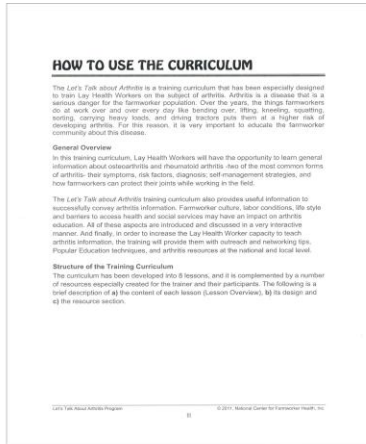 HOW TO USE THE CURRICULUM
The Let's Talk about Arthritis is a training curriculum that has been especially designed
to train Lay Health Workers on the subject of arthritis. Arthritis is a disease that is a
serious danger for the farmworker population. Over the years, the things farmworkers
do at work over and over every day like bending over, lifting, kneeling, squatting,
sorting, carrying heavy loads, and driving tractors puts them at a higher risk of
developing arthritis. For this reason, it is very important to educate the farmworker
community about this disease.
General Overview
In this training curriculum, Lay Health Workers will have the opportunity to learn general
information about osteoarthritis and rheumatoid arthritis -two of the most common forms
of arthritis- their symptoms, risk factors, diagnosis, self-management strategies, and
how farmworkers can protect their joints while working in the field.
The Let's Talk about Arthritis training curriculum also provides useful information to
successfully convey arthritis information. Farmworker culture, labor conditions, life style
and barriers to access health and social services may have an impact on arthritis
education. All of these aspects are introduced and discussed in a very interactive
manner. And finally, in order to increase the Lay Health Worker capacity to teach
arthritis information, the training will provide them with outreach and networking tips,
Popular Education techniques, and arthritis resources at the national and local level.
Structure of the Training Curriculum
The curriculum has been developed into 8 lessons, and it is complemented by a number
of resources especially created for the trainer and their participants. The following is a
brief description of a) the content of each lesson (Lesson Overview), b) its design and
c) the resource section.
Let's Talk About Arthritis Program
© 2011, National Center for Farmworker Health, Inc.